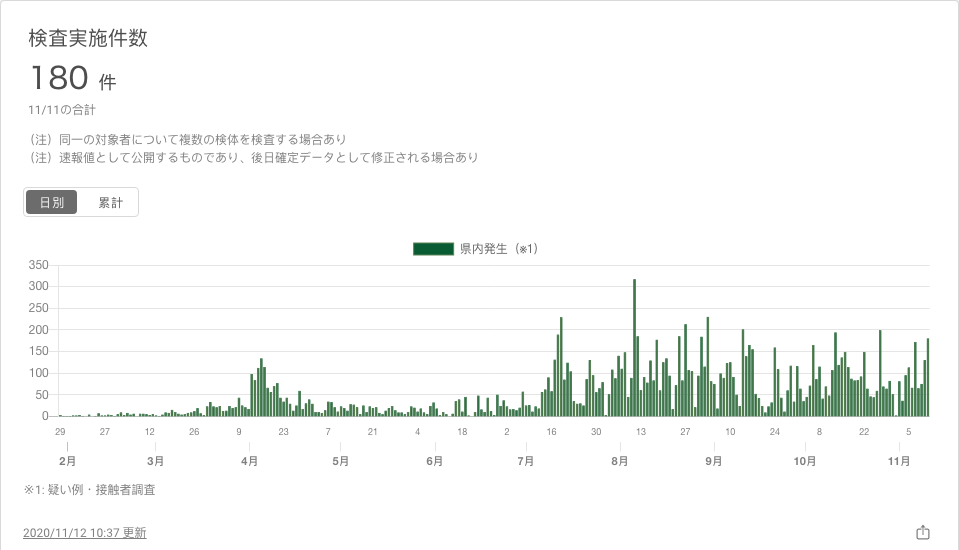 検査実施件数
180 件
11/11の合計
（注）同一の対象者について複数の検体を検査する場合あり
（注）速報値として公開するものであり、後日確定データとして修正される場合あり
日別 累計
県内発生（※1）
350
300
250
200
150
100
50
0
29 27 12 26 9 23 7 21 4 18 2 16 30 13 27 10 24 8 22 5
2月 3月 4月 5月 6月 7月 8月 9月 10月 11月
※1: 疑い例・接触者調査
2020/11/12 10:37 更新